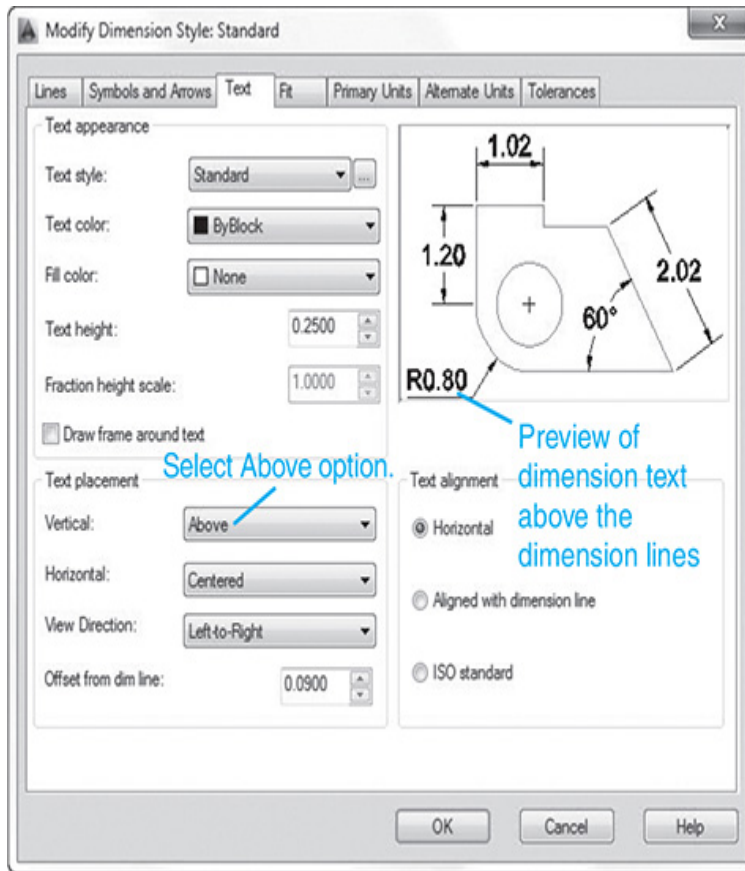 Modify Dimension Style: Standard
X
Lines Symbols and Arrows Text Fit Primary Units Alternate Units Tolerances
Text appearance
Text style: Standard ...
Text color: ByBlock
Fill color: None
Text height: 0.2500
Fraction height scale: 1.0000
Draw frame around text
1.02
1.20
2.02
60°
R0.80
Preview of
dimension text
above the
dimension lines
Select Above option.
Text placement
Vertical: Above
Horizontal: Centered
View Direction: Left-to-Right
Offset from dim line: 0.0900
Text alignment
Horizontal
Aligned with dimension line
ISO standard
OK Cancel Help